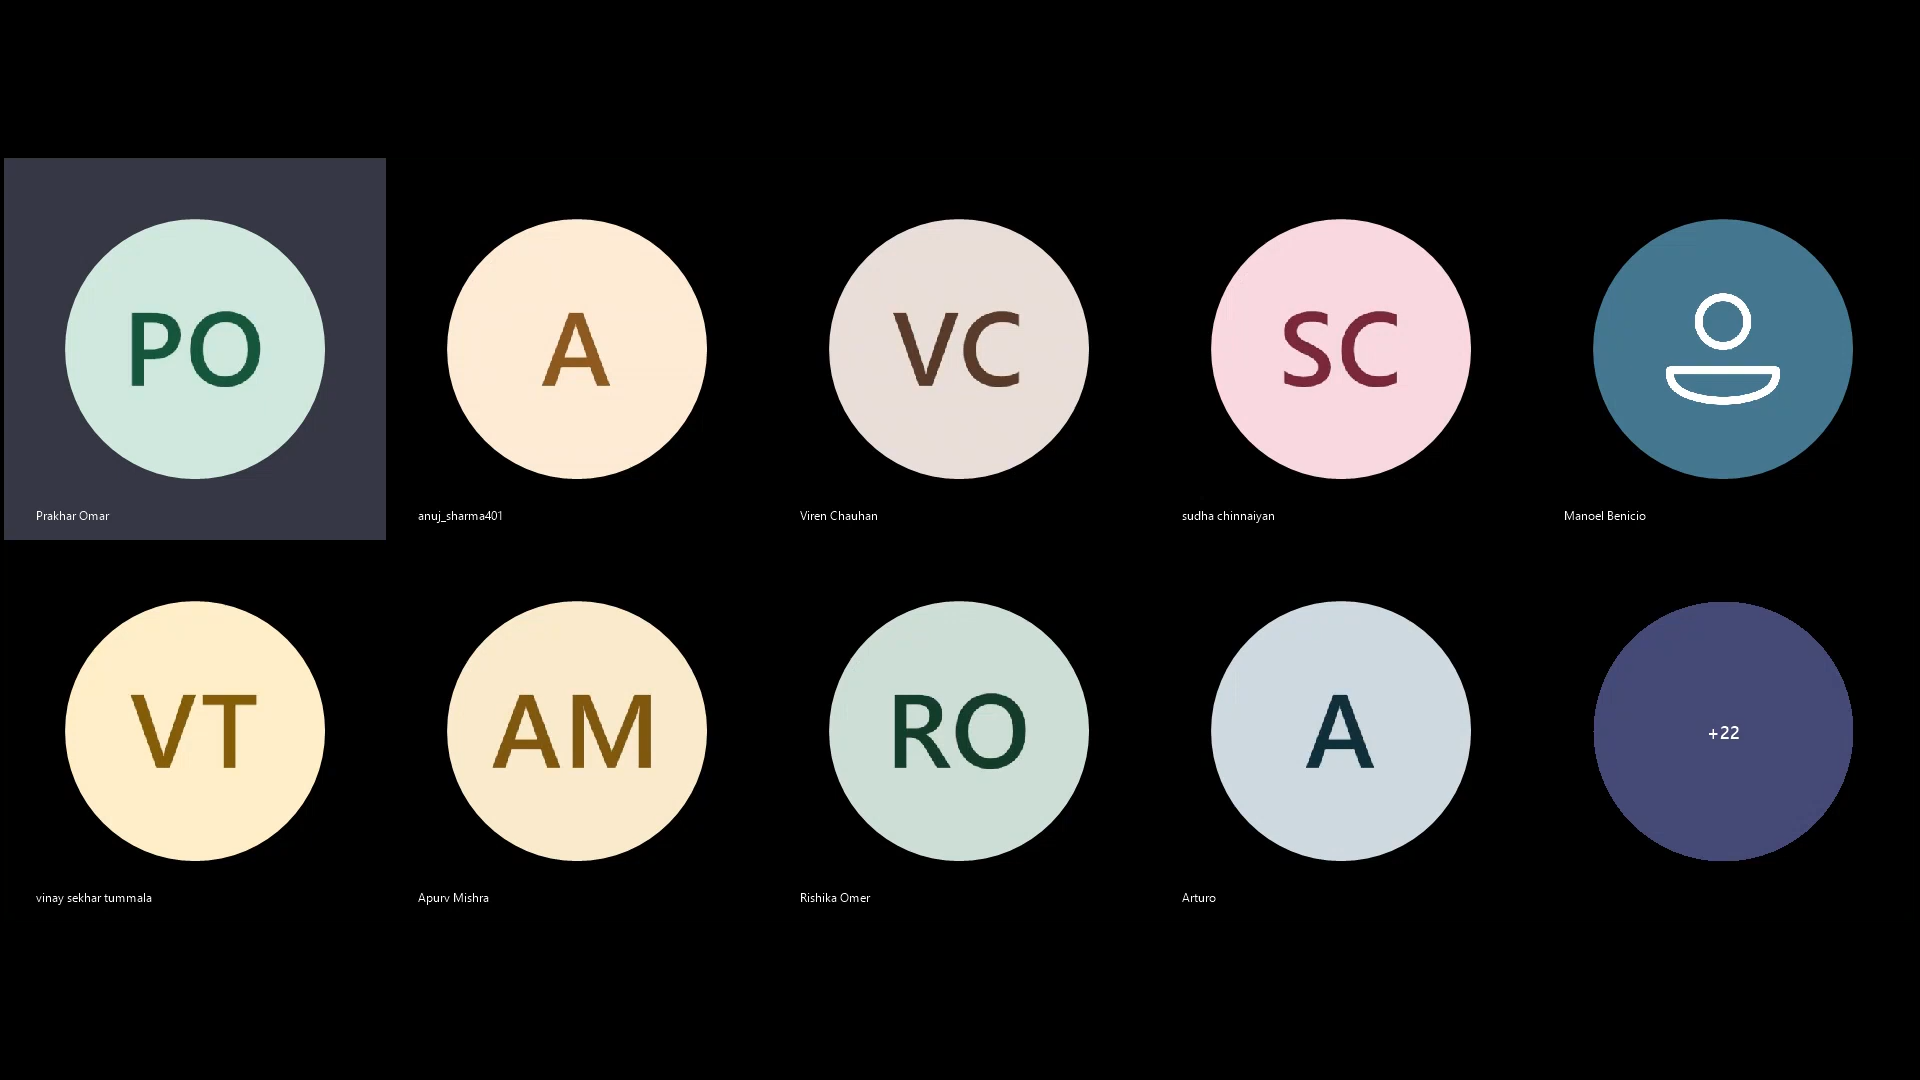 PO
A
VC
SC
Prakhar Omar
anuj_sharma401
Viren Chauhan
sudha chinnaiyan
Manoel Benicio
VT
AM
RO
A
+22
vinay sekhar tummala
Apurv Mishra
Rishika Omer
Arturo